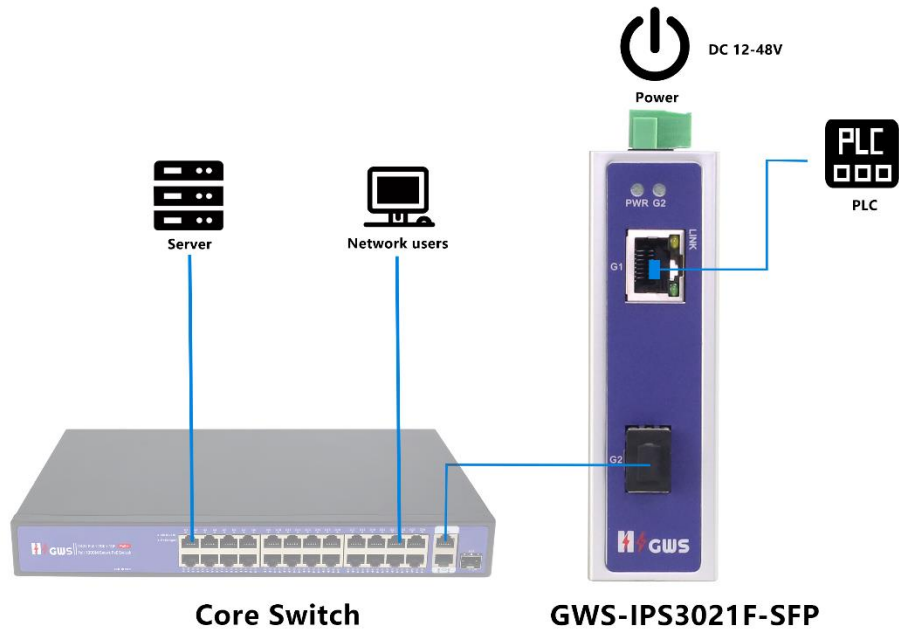 DC 12-48V
Power
PLC
PLC
PWR G2
LINK
G1
Server
Network users
G2
GWS
GWS
Core Switch
GWS-IPS3021F-SFP